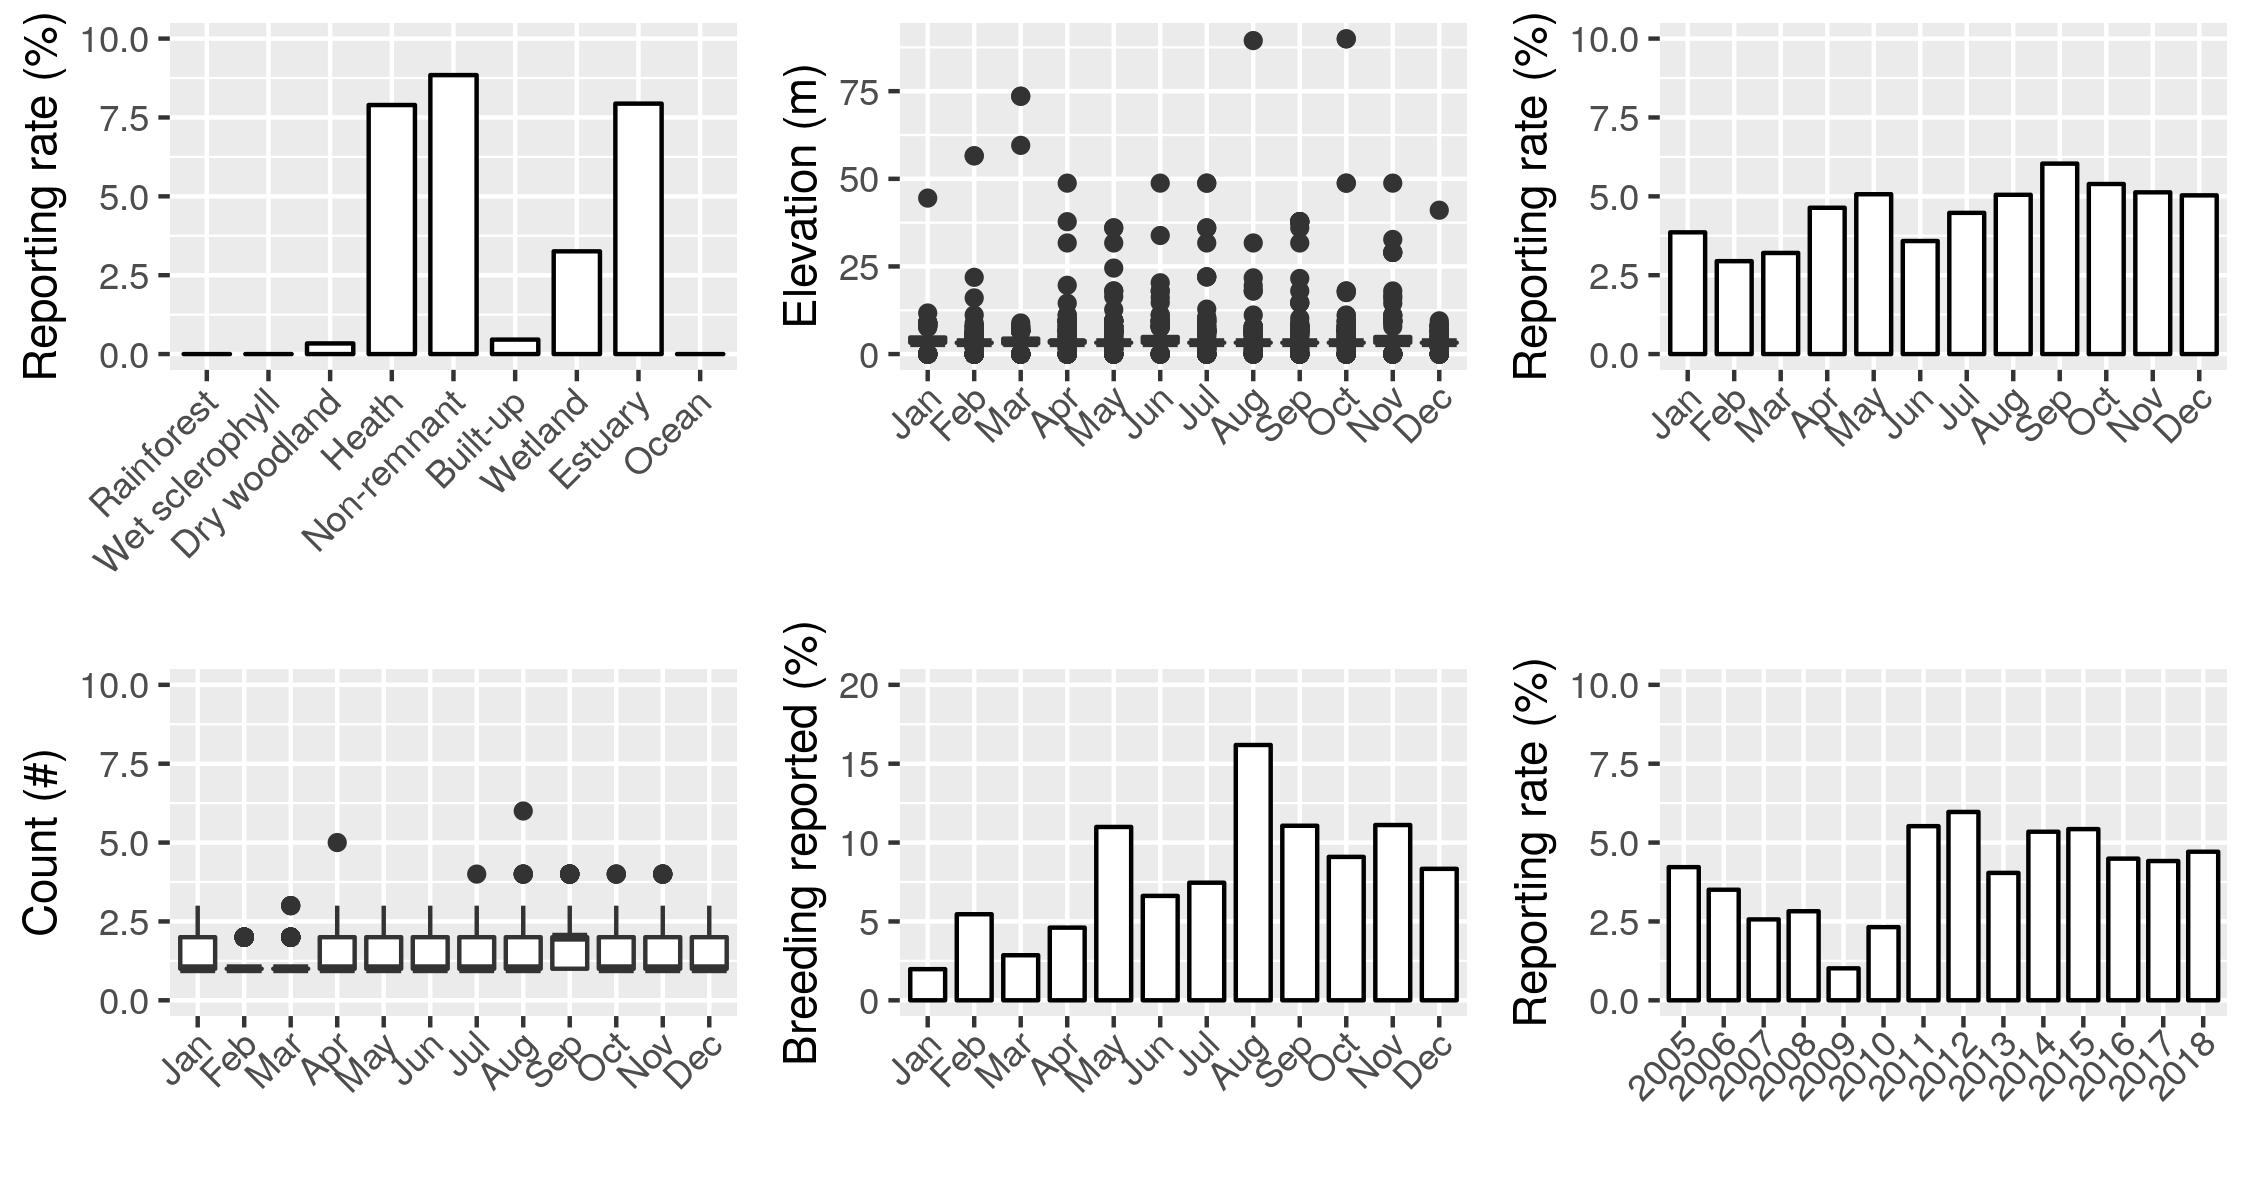 Reporting rate (%)
10.0
7.5
5.0
2.5
0.0
Rainforest
Wet sclerophyll
Dry woodland
Heath
Non-remnant
Built-up
Wetland
Estuary
Ocean
Elevation (m)
75
50
25
0
Jan Feb Mar Apr May Jun Jul Aug Sep Oct Nov Dec
Reporting rate (%)
10.0
7.5
5.0
2.5
0.0
Jan Feb Mar Apr May Jun Jul Aug Sep Oct Nov Dec
Count (#)
10.0
7.5
5.0
2.5
0.0
Jan Feb Mar Apr May Jun Jul Aug Sep Oct Nov Dec
Breeding reported (%)
20
15
10
5
0
Jan Feb Mar Apr May Jun Jul Aug Sep Oct Nov Dec
Reporting rate (%)
10.0
7.5
5.0
2.5
0.0
2005 2006 2007 2008 2009 2010 2011 2012 2013 2014 2015 2016 2017 2018